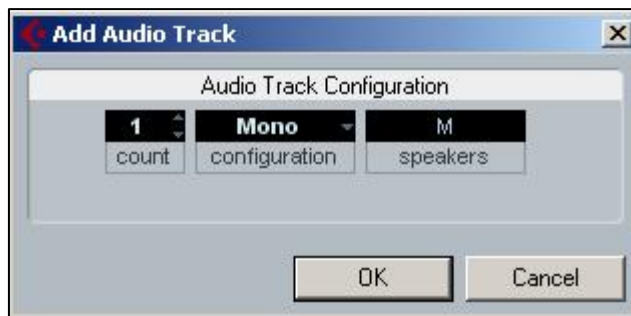 Add Audio Track
Audio Track Configuration
1 Mono M
count configuration speakers
OK Cancel